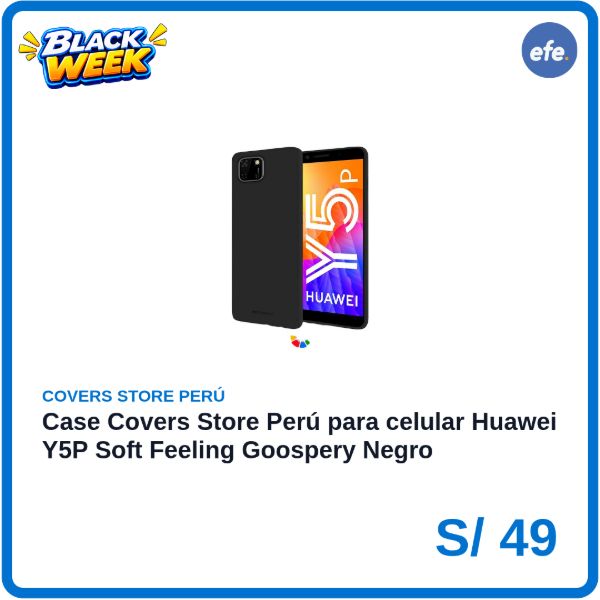 BLACK
WEEK
efe.
Y5P
HUAWEI
COVERS STORE PERÚ
Case Covers Store Perú para celular Huawei
Y5P Soft Feeling Goospery Negro
S/ 49